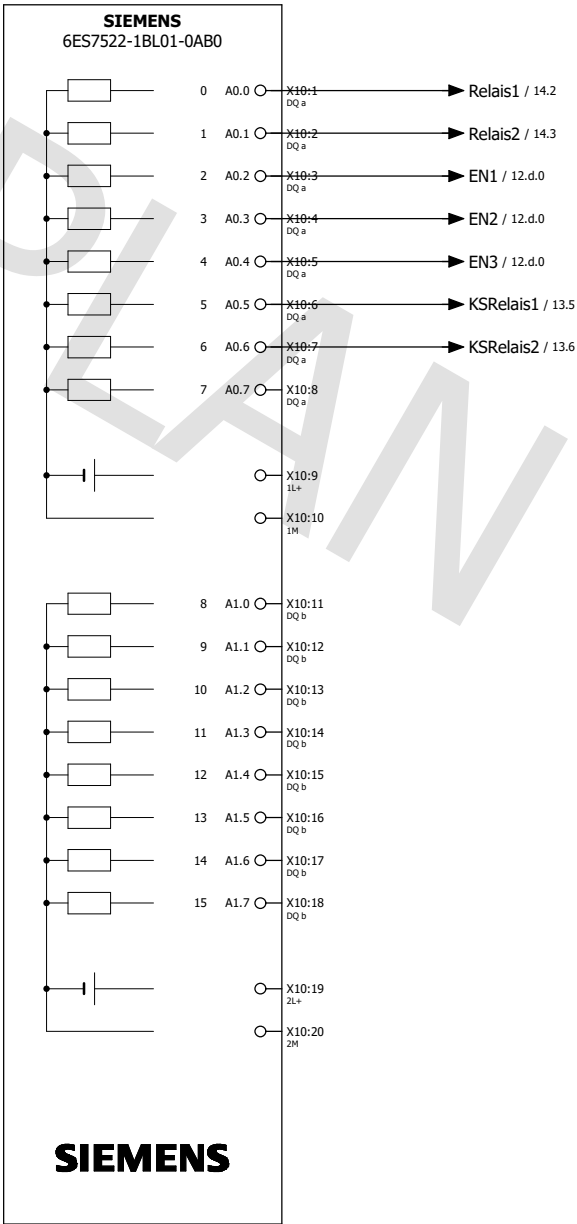 SIEMENS
6ES7522-1BL01-0AB0
0 A0.0 X10:1 Relais1 / 14.2
DQ a
1 A0.1 X10:2 Relais2 / 14.3
DQ a
2 A0.2 X10:3 EN1 / 12.d.0
DQ a
3 A0.3 X10:4 EN2 / 12.d.0
DQ a
4 A0.4 X10:5 EN3 / 12.d.0
DQ a
5 A0.5 X10:6 KSRelais1 / 13.5
DQ a
6 A0.6 X10:7 KSRelais2 / 13.6
DQ a
7 A0.7 X10:8
DQ a
X10:9
1L+
X10:10
1M
8 A1.0 X10:11
DQ b
9 A1.1 X10:12
DQ b
10 A1.2 X10:13
DQ b
11 A1.3 X10:14
DQ b
12 A1.4 X10:15
DQ b
13 A1.5 X10:16
DQ b
14 A1.6 X10:17
DQ b
15 A1.7 X10:18
DQ b
X10:19
2L+
X10:20
2M
SIEMENS
PLAN